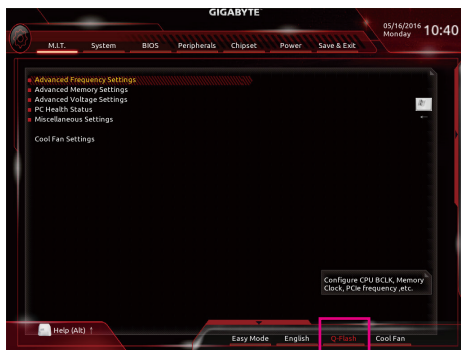 GIGABYTE
05/16/2016
Monday
10:40
M.I.T. System BIOS Peripherals Chipset Power Save & Exit
Advanced Frequency Settings
Advanced Memory Settings
Advanced Voltage Settings
PC Health Status
Miscellaneous Settings
Cool Fan Settings
Configure CPU BCLK, Memory
Clock, PCIe frequency ,etc.
Help (Alt) ↑
Easy Mode English Q-Flash Cool Fan